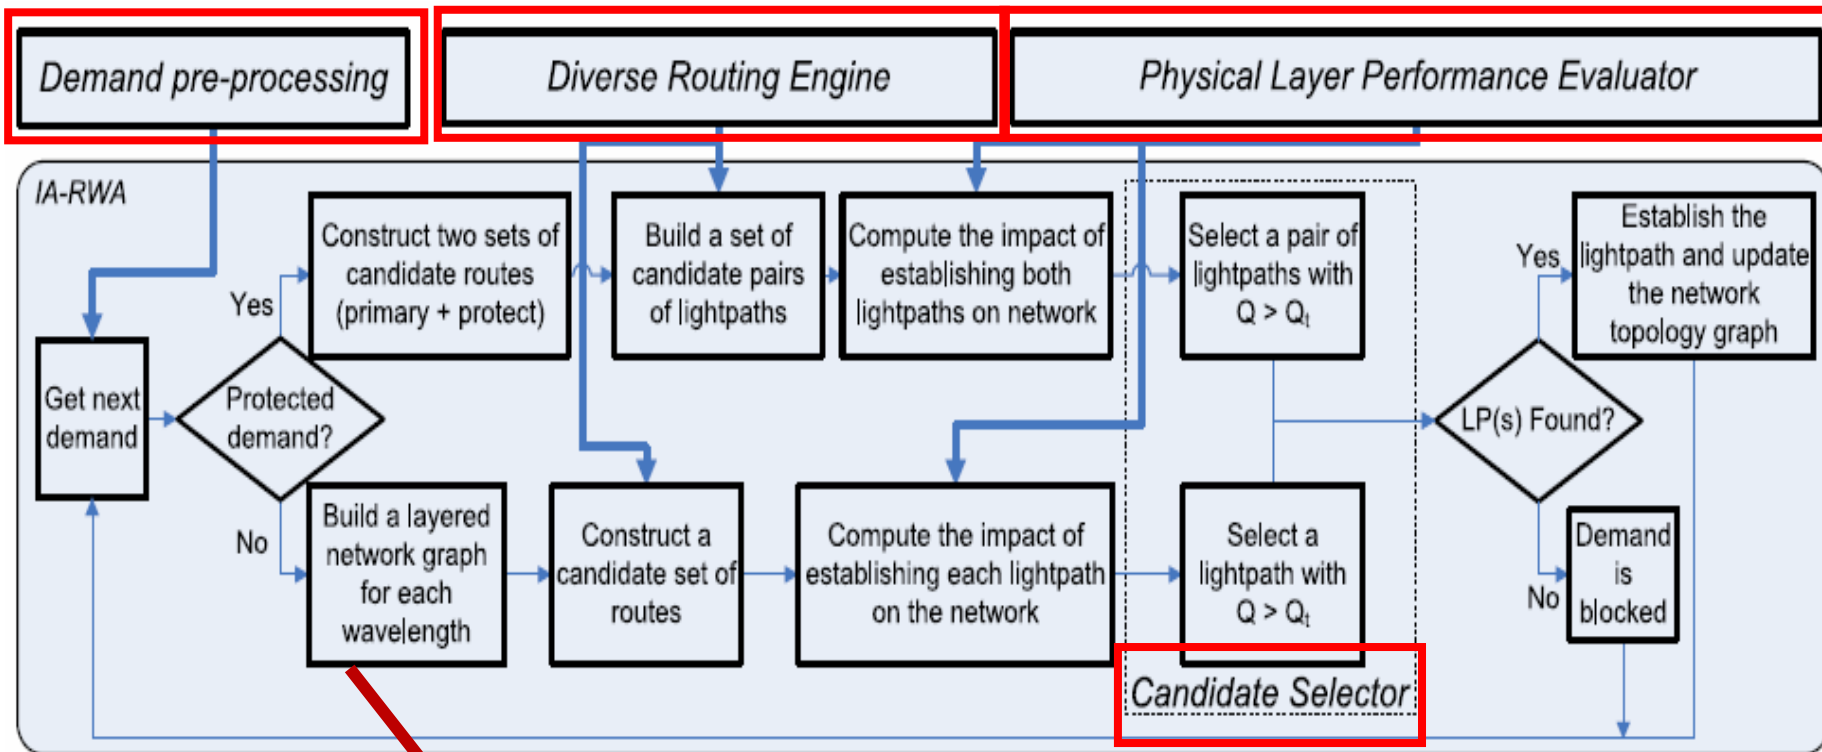 Demand pre-processing
Diverse Routing Engine
Physical Layer Performance Evaluator
IA-RWA
Get next
demand
Protected
demand?
Yes
No
Construct two sets of
candidate routes
(primary + protect)
Build a set of
candidate pairs
of lightpaths
Compute the impact of
establishing both
lightpaths on network
Select a pair of
lightpaths with
Q > Qt
Build a layered
network graph
for each
wavelength
Construct a
candidate set of
routes
Compute the impact of
establishing each lightpath
on the network
Select a
lightpath with
Q > Qt
Candidate Selector
LP(s) Found?
Yes
Establish the
lightpath and update
the network
topology graph
No
Demand
is
blocked